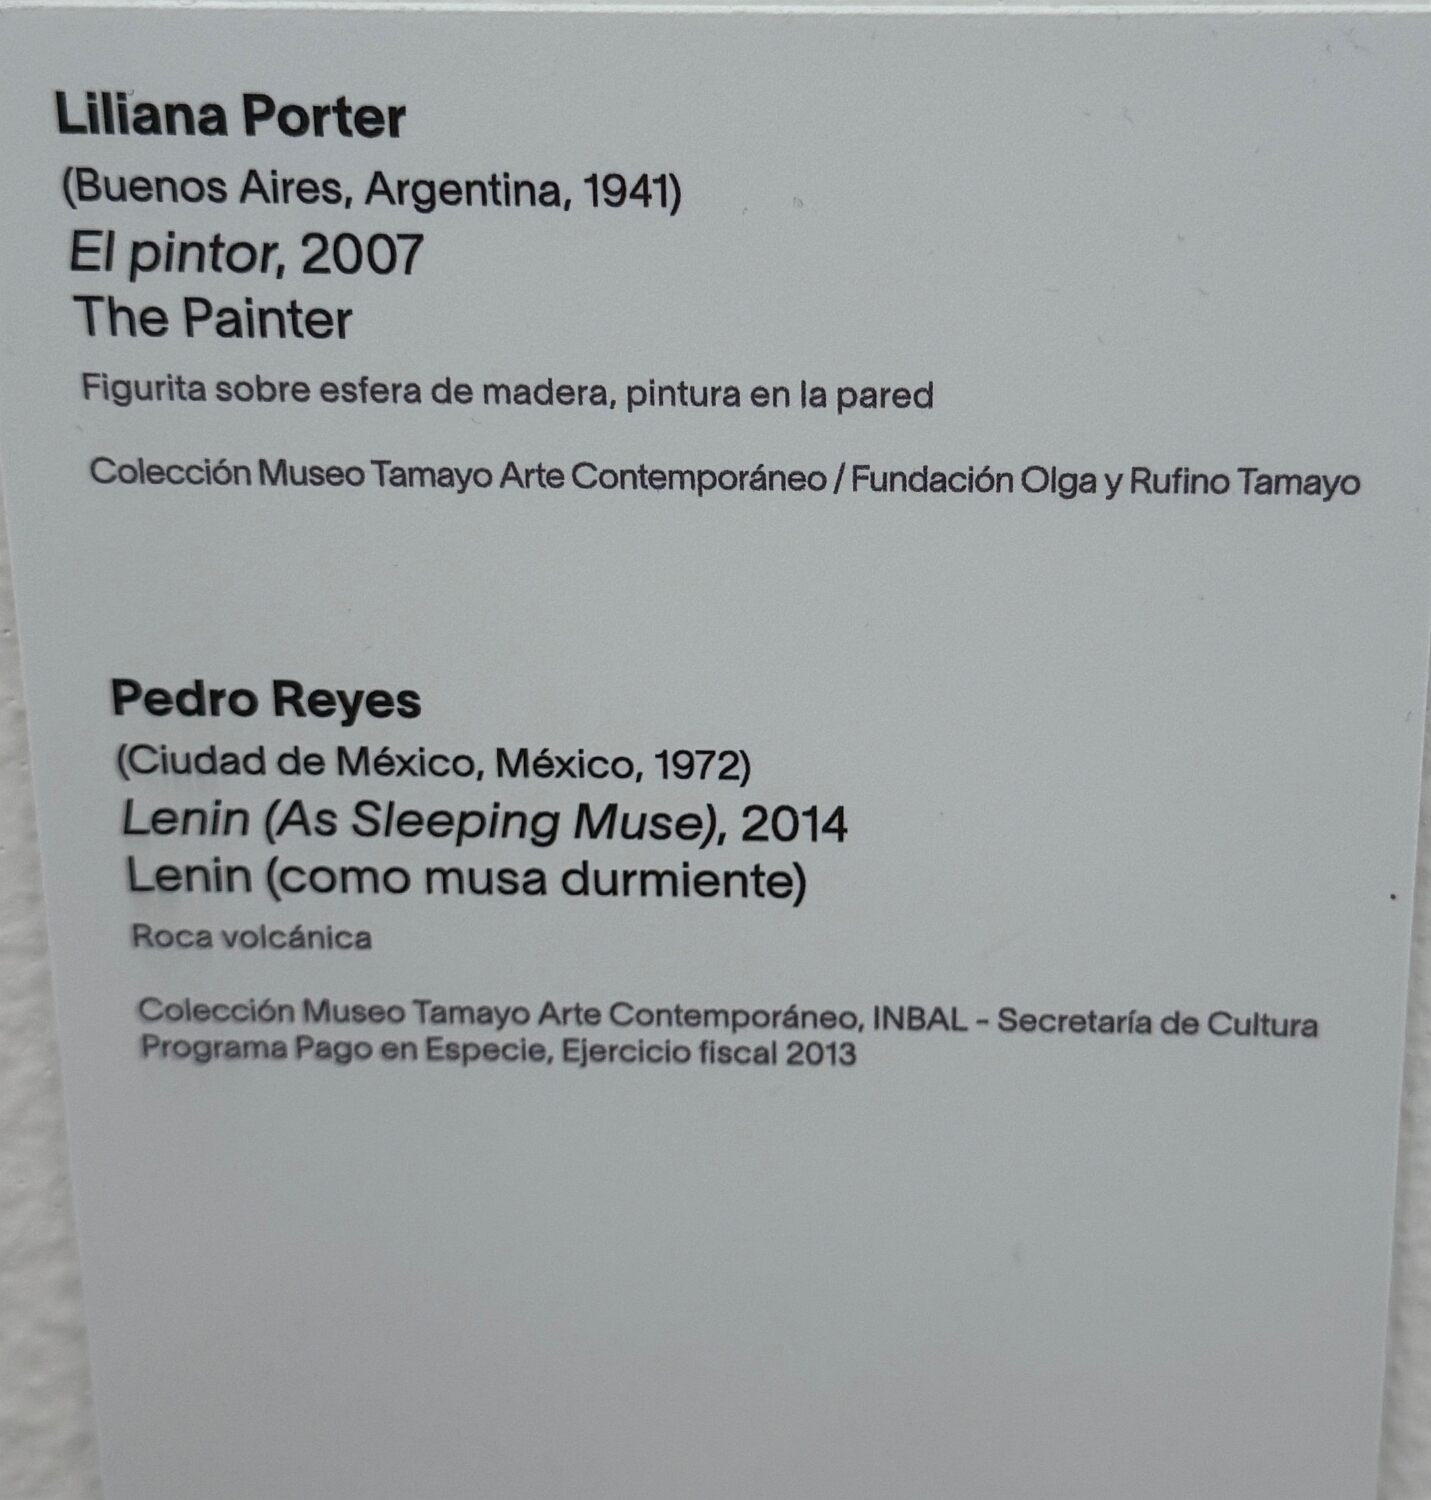 Liliana Porter
(Buenos Aires, Argentina, 1941)
El pintor, 2007
The Painter
Figurita sobre esfera de madera, pintura en la pared
Colección Museo Tamayo Arte Contemporáneo / Fundación Olga y Rufino Tamayo
Pedro Reyes
(Ciudad de México, México, 1972)
Lenin (As Sleeping Muse), 2014
Lenin (como musa durmiente)
Roca volcánica
Colección Museo Tamayo Arte Contemporáneo, INBAL - Secretaría de Cultura
Programa Pago en Especie, Ejercicio fiscal 2013